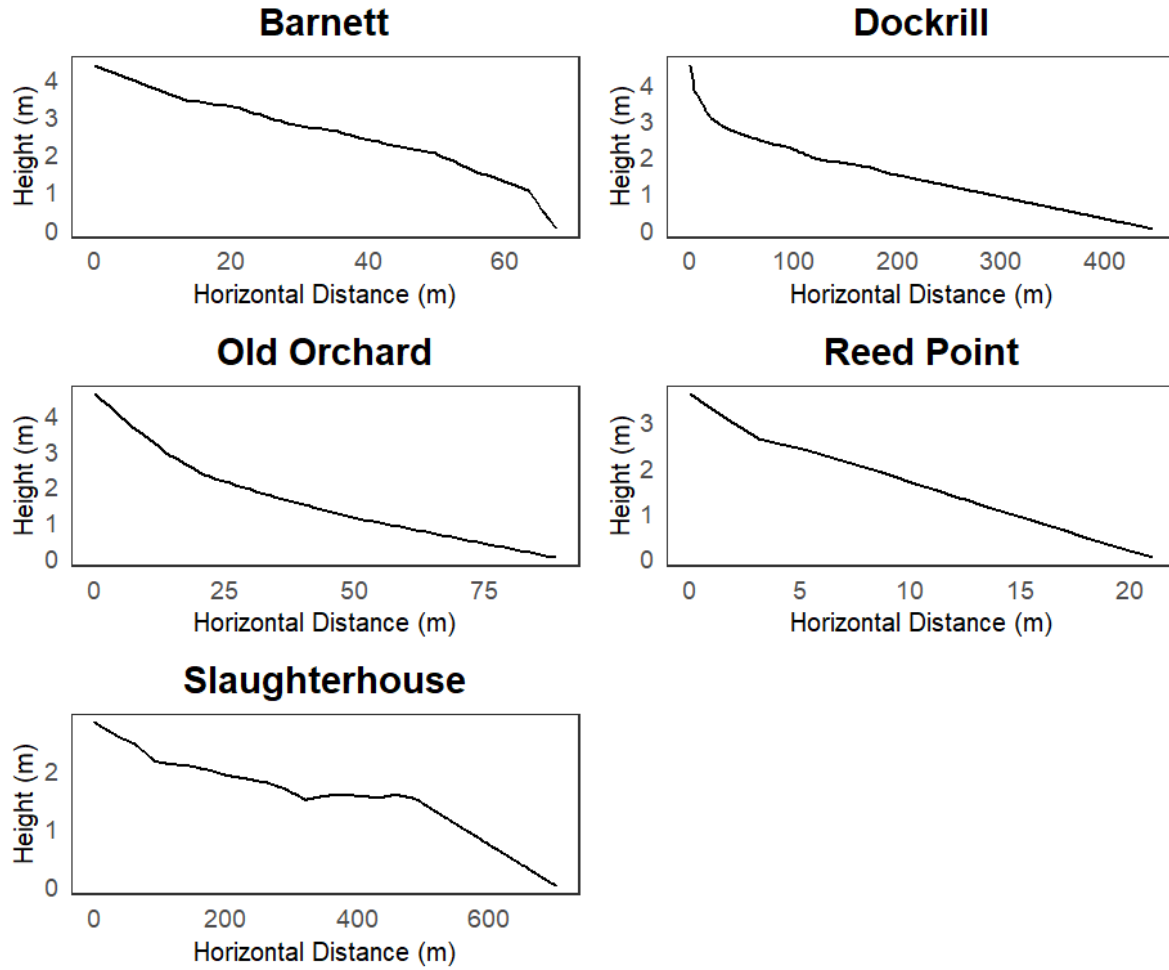 Barnett
Height (m)
4
3
2
1
0
0 20 40 60
Horizontal Distance (m)
Dockrill
Height (m)
4
3
2
1
0
0 100 200 300 400
Horizontal Distance (m)
Old Orchard
Height (m)
4
3
2
1
0
0 25 50 75
Horizontal Distance (m)
Reed Point
Height (m)
3
2
1
0
0 5 10 15 20
Horizontal Distance (m)
Slaughterhouse
Height (m)
2
1
0
0 200 400 600
Horizontal Distance (m)